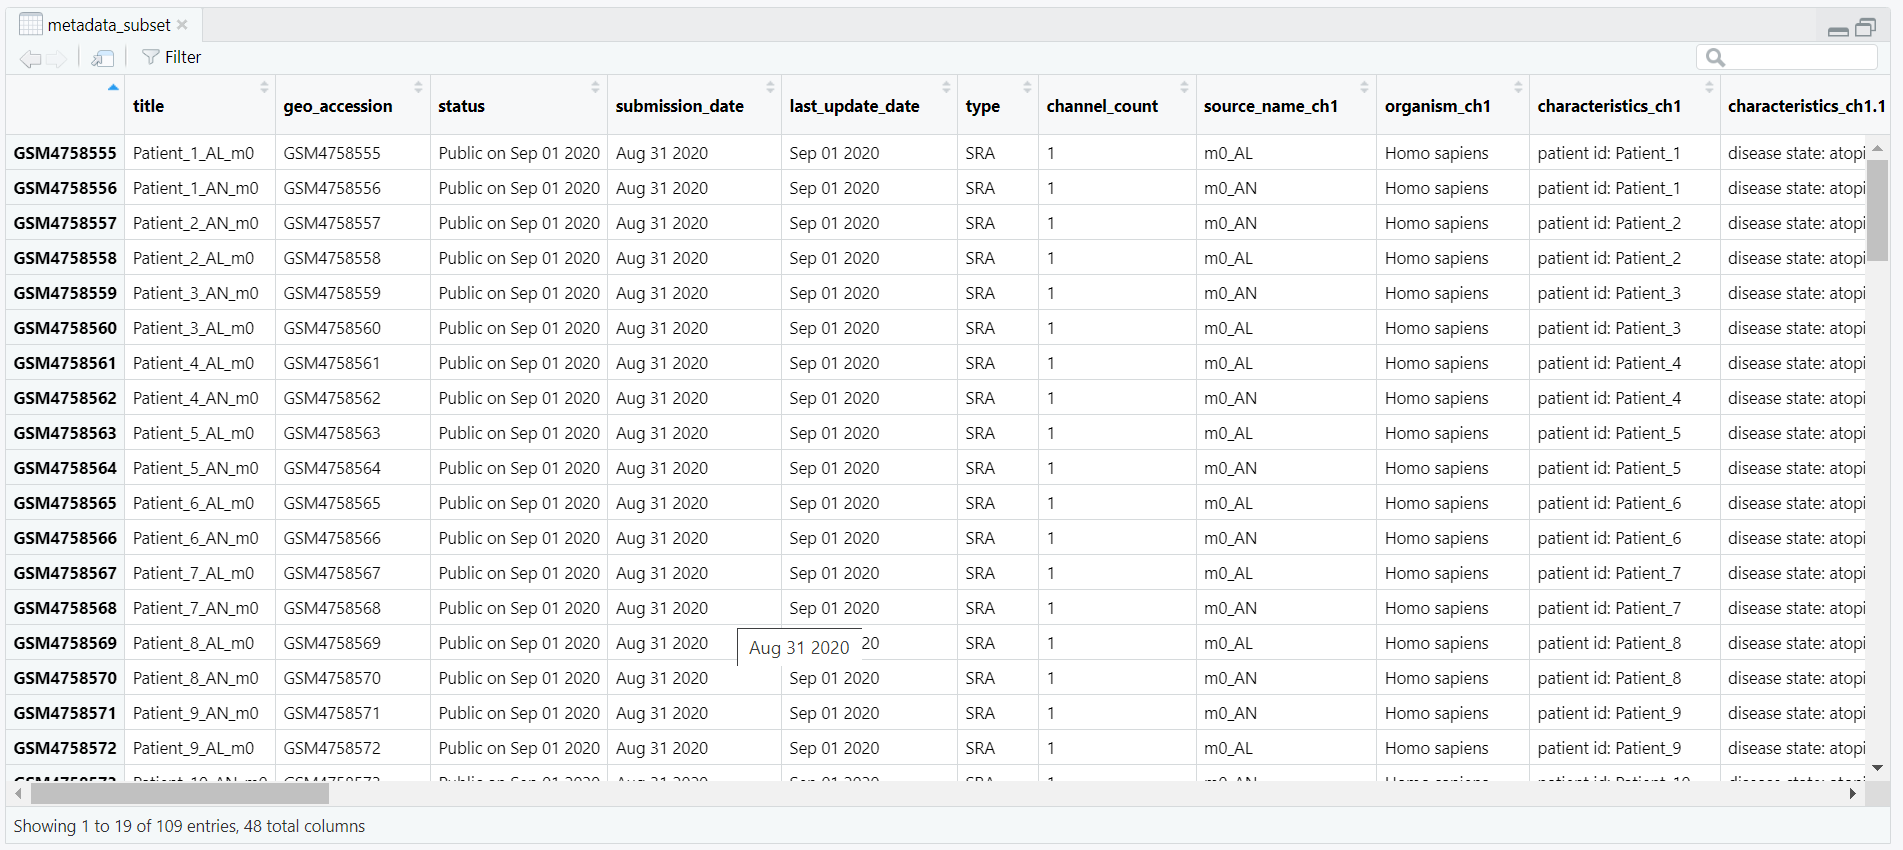 metadata_subset
Filter
title geo_accession status submission_date last_update_date type channel_count source_name_ch1 organism_ch1 characteristics_ch1 characteristics_ch1.1
GSM4758555 Patient_1_AL_m0 GSM4758555 Public on Sep 01 2020 Aug 31 2020 Sep 01 2020 SRA 1 m0_AL Homo sapiens patient id: Patient_1 disease state: atopi
GSM4758556 Patient_1_AN_m0 GSM4758556 Public on Sep 01 2020 Aug 31 2020 Sep 01 2020 SRA 1 m0_AN Homo sapiens patient id: Patient_1 disease state: atopi
GSM4758557 Patient_2_AN_m0 GSM4758557 Public on Sep 01 2020 Aug 31 2020 Sep 01 2020 SRA 1 m0_AN Homo sapiens patient id: Patient_2 disease state: atopi
GSM4758558 Patient_2_AL_m0 GSM4758558 Public on Sep 01 2020 Aug 31 2020 Sep 01 2020 SRA 1 m0_AL Homo sapiens patient id: Patient_2 disease state: atopi
GSM4758559 Patient_3_AN_m0 GSM4758559 Public on Sep 01 2020 Aug 31 2020 Sep 01 2020 SRA 1 m0_AN Homo sapiens patient id: Patient_3 disease state: atopi
GSM4758560 Patient_3_AL_m0 GSM4758560 Public on Sep 01 2020 Aug 31 2020 Sep 01 2020 SRA 1 m0_AL Homo sapiens patient id: Patient_3 disease state: atopi
GSM4758561 Patient_4_AL_m0 GSM4758561 Public on Sep 01 2020 Aug 31 2020 Sep 01 2020 SRA 1 m0_AL Homo sapiens patient id: Patient_4 disease state: atopi
GSM4758562 Patient_4_AN_m0 GSM4758562 Public on Sep 01 2020 Aug 31 2020 Sep 01 2020 SRA 1 m0_AN Homo sapiens patient id: Patient_4 disease state: atopi
GSM4758563 Patient_5_AL_m0 GSM4758563 Public on Sep 01 2020 Aug 31 2020 Sep 01 2020 SRA 1 m0_AL Homo sapiens patient id: Patient_5 disease state: atopi
GSM4758564 Patient_5_AN_m0 GSM4758564 Public on Sep 01 2020 Aug 31 2020 Sep 01 2020 SRA 1 m0_AN Homo sapiens patient id: Patient_5 disease state: atopi
GSM4758565 Patient_6_AL_m0 GSM4758565 Public on Sep 01 2020 Aug 31 2020 Sep 01 2020 SRA 1 m0_AL Homo sapiens patient id: Patient_6 disease state: atopi
GSM4758566 Patient_6_AN_m0 GSM4758566 Public on Sep 01 2020 Aug 31 2020 Sep 01 2020 SRA 1 m0_AN Homo sapiens patient id: Patient_6 disease state: atopi
GSM4758567 Patient_7_AL_m0 GSM4758567 Public on Sep 01 2020 Aug 31 2020 Sep 01 2020 SRA 1 m0_AL Homo sapiens patient id: Patient_7 disease state: atopi
GSM4758568 Patient_7_AN_m0 GSM4758568 Public on Sep 01 2020 Aug 31 2020 Sep 01 2020 SRA 1 m0_AN Homo sapiens patient id: Patient_7 disease state: atopi
GSM4758569 Patient_8_AL_m0 GSM4758569 Public on Sep 01 2020 Aug 31 2020 20 SRA 1 m0_AL Homo sapiens patient id: Patient_8 disease state: atopi
Aug 31 2020
GSM4758570 Patient_8_AN_m0 GSM4758570 Public on Sep 01 2020 Aug 31 2020 Sep 01 2020 SRA 1 m0_AN Homo sapiens patient id: Patient_8 disease state: atopi
GSM4758571 Patient_9_AN_m0 GSM4758571 Public on Sep 01 2020 Aug 31 2020 Sep 01 2020 SRA 1 m0_AN Homo sapiens patient id: Patient_9 disease state: atopi
GSM4758572 Patient_9_AL_m0 GSM4758572 Public on Sep 01 2020 Aug 31 2020 Sep 01 2020 SRA 1 m0_AL Homo sapiens patient id: Patient_9 disease state: atopi
Showing 1 to 19 of 109 entries, 48 total columns